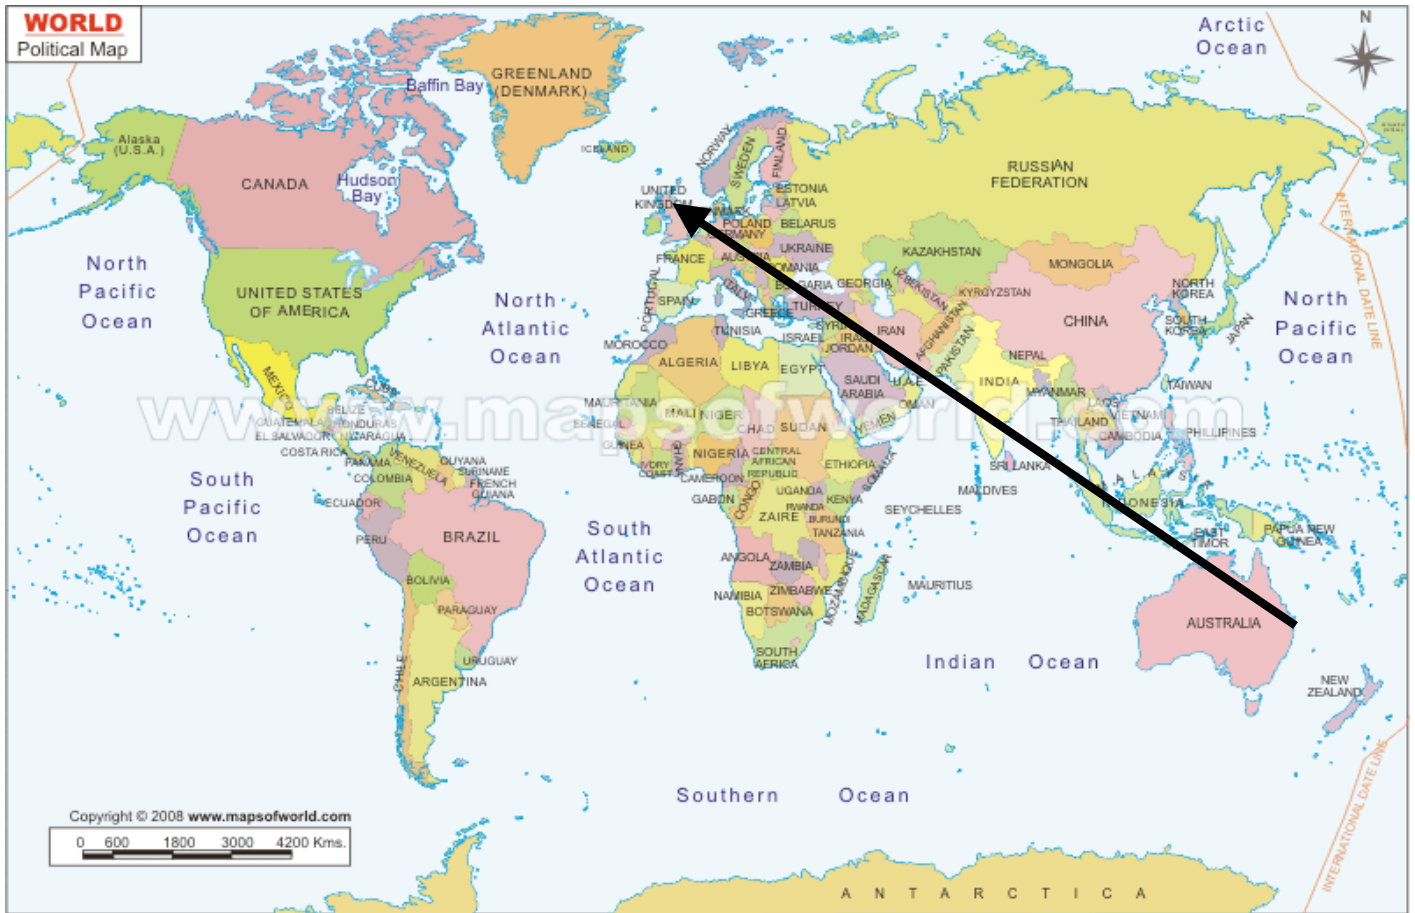 WORLD
Political Map
Arctic
Ocean
N
GREENLAND
(DENMARK)
Baffin Bay
Alaska
(U.S.A.)
ICELAND
NORWAY
SWEDEN
FINLAND
RUSSIAN
FEDERATION
CANADA
Hudson
Bay
UNITED
KINGDOM
ESTONIA
LATVIA
POLAND
BELARUS
GERMANY
UKRAINE
KAZAKHSTAN
MONGOLIA
INTERNATIONAL DATE LINE
North
Pacific
Ocean
UNITED STATES
OF AMERICA
North
Atlantic
Ocean
FRANCE
PORTUGAL
SPAIN
ITALY
GREECE
TURKEY
GEORGIA
UZBEKISTAN
KYRGYZSTAN
NORTH
KOREA
SOUTH
KOREA
JAPAN
CHINA
North
Pacific
Ocean
MOROCCO
TUNISIA
ISRAEL
JORDAN
IRAN
AFGHANISTAN
PAKISTAN
NEPAL
ALGERIA
LIBYA
EGYPT
SAUDI
ARABIA
U.A.E.
OMAN
YEMEN
INDIA
MYANMAR
LAOS
VIETNAM
TAIWAN
THAILAND
CAMBODIA
PHILLIPINES
MEXICO
CUBA
BELIZE
GUATEMALA
HONDURAS
EL SALVADUR
NICARAGUA
COSTA RICA
PANAMA
www.mapsofworld.com
MAURITANIA
MALI
NIGER
CHAD
SUDAN
SENEGAL
GUINEA
IVORY
COAST
GHANA
NIGERIA
CENTRAL
AFRICAN
REPUBLIC
ETHIOPIA
SOMALIA
CAMEROON
GABON
CONGO
UGANDA
KENYA
RWANDA
BURUNDI
ZAIRE
TANZANIA
SRI LANKA
MALDIVES
SEYCHELLES
MALAYSIA
EAST
TIMOR
PAPUA NEW
GUINEA
VENEZUELA
GUYANA
SURINAME
FRENCH
GUIANA
COLOMBIA
ECUADOR
PERU
BRAZIL
BOLIVIA
PARAGUAY
URUGUAY
CHILE
ARGENTINA
South
Pacific
Ocean
South
Atlantic
Ocean
ANGOLA
ZAMBIA
ZIMBABWE
MOZAMBIQUE
MADAGASCAR
MAURITIUS
NAMIBIA
BOTSWANA
SOUTH
AFRICA
Indian Ocean
AUSTRALIA
NEW
ZEALAND
INTERNATIONAL DATE LINE
Southern Ocean
Copyright © 2008 www.mapsofworld.com
0 600 1800 3000 4200 Kms.
ANTARCTICA